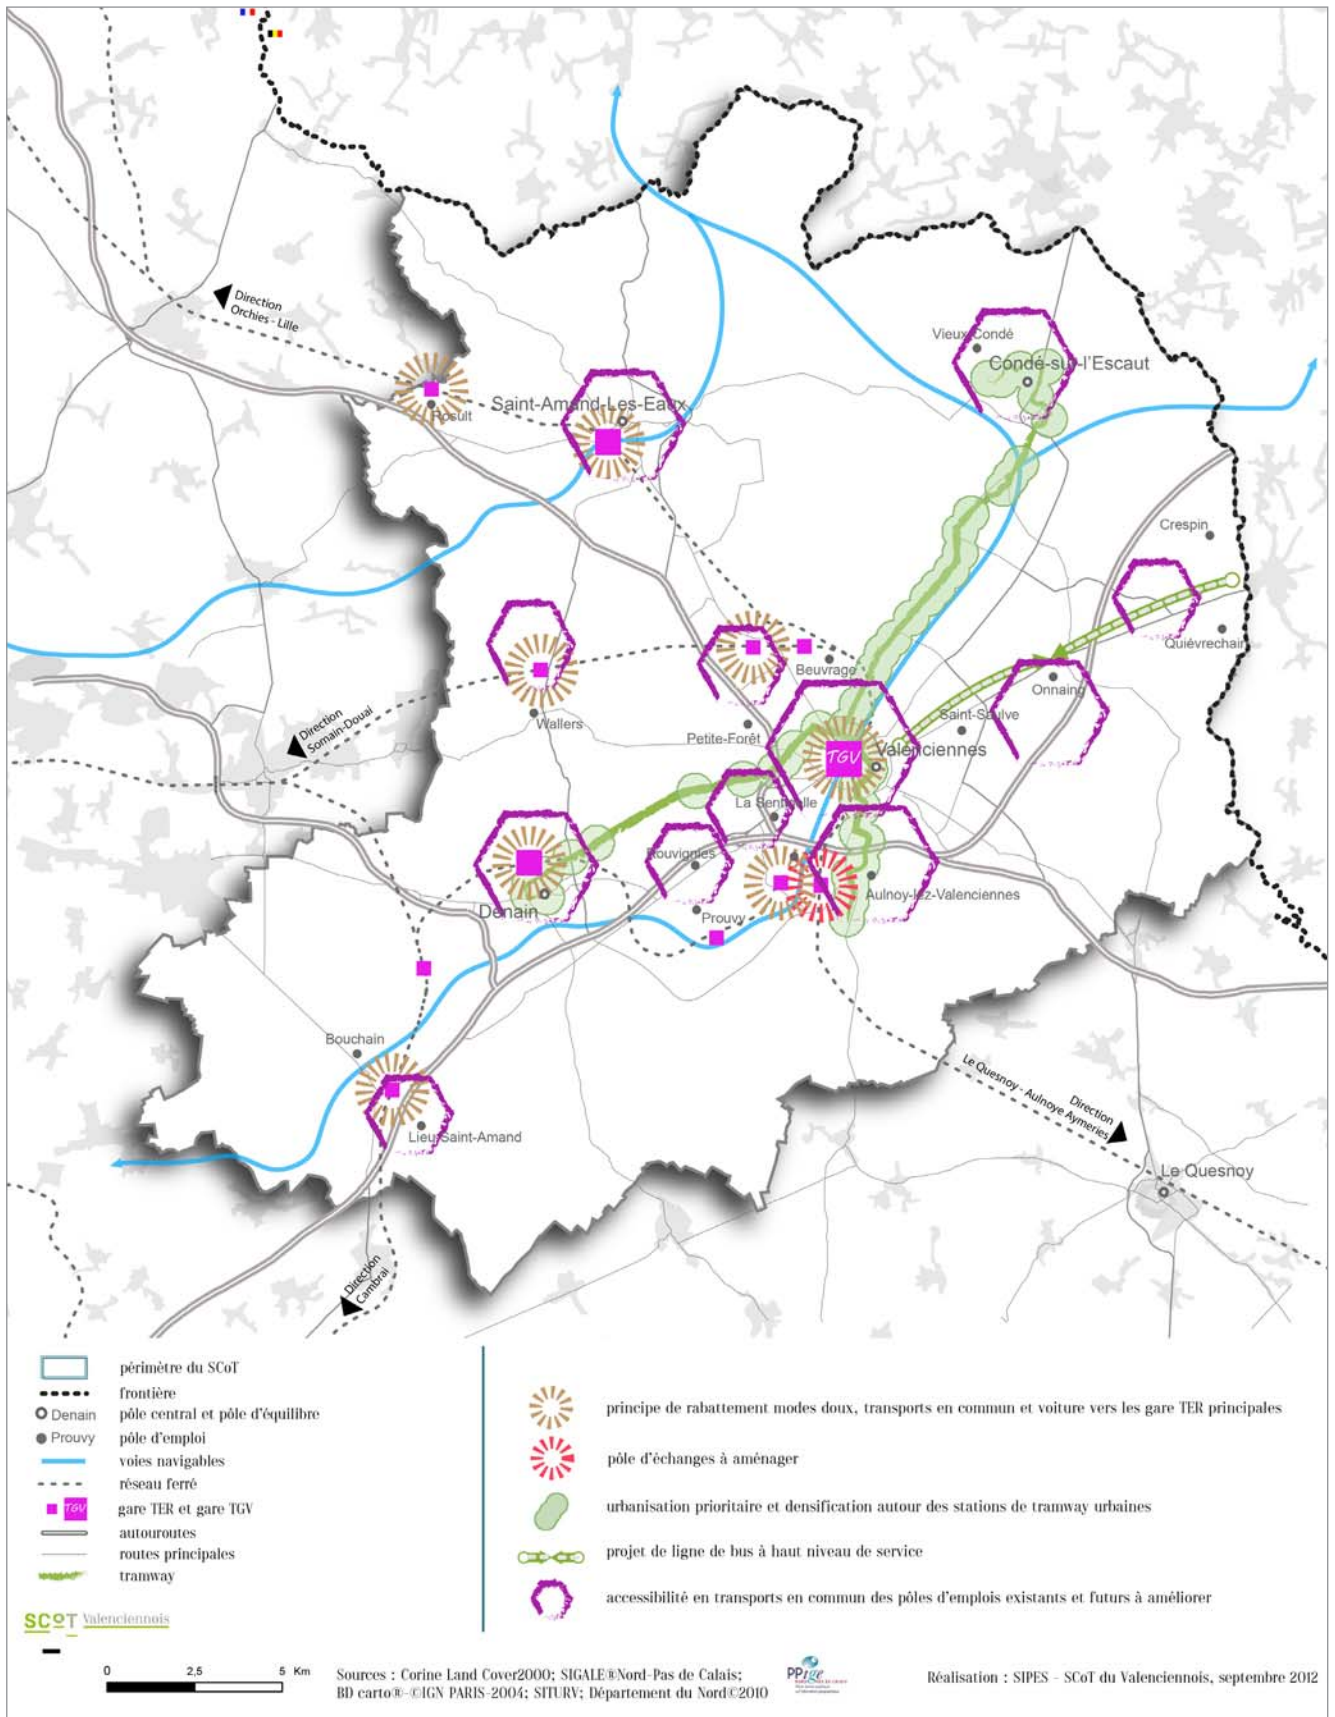 Direction
Orchies - Lille
Vieux-Condé
Condé-sur-l'Escaut
Saint-Amand-Les-Eaux
Rosult
Crespin
Quiévrechain
Beuvrage
Onnaing
Saint-Saulve
Direction
Somain-Douai
Wallers
Petite-Forêt
TGV
Valenciennes
La Sentinelle
Rouvignies
Aulnoy-lez-Valenciennes
Denain
Prouvy
Bouchain
Lieu-Saint-Amand
Direction
Le Quesnoy - Aulnoye Aymeries
Le Quesnoy
Direction
Cambrai
périmètre du SCoT
frontière
Denain pôle central et pôle d'équilibre
Prouvy pôle d'emploi
voies navigables
réseau ferré
TGV gare TER et gare TGV
autouroutes
routes principales
tramway
principe de rabattement modes doux, transports en commun et voiture vers les gare TER principales
pôle d'échanges à aménager
urbanisation prioritaire et densification autour des stations de tramway urbaines
projet de ligne de bus à haut niveau de service
accessibilité en transports en commun des pôles d'emplois existants et futurs à améliorer
SCOT Valenciennois
0 2,5 5 Km
Sources : Corine Land Cover2000; SIGALE®Nord-Pas de Calais;
BD carto®-©IGN PARIS-2004; SITURV; Département du Nord©2010
PPige
Réalisation : SIPES - SCoT du Valenciennois, septembre 2012